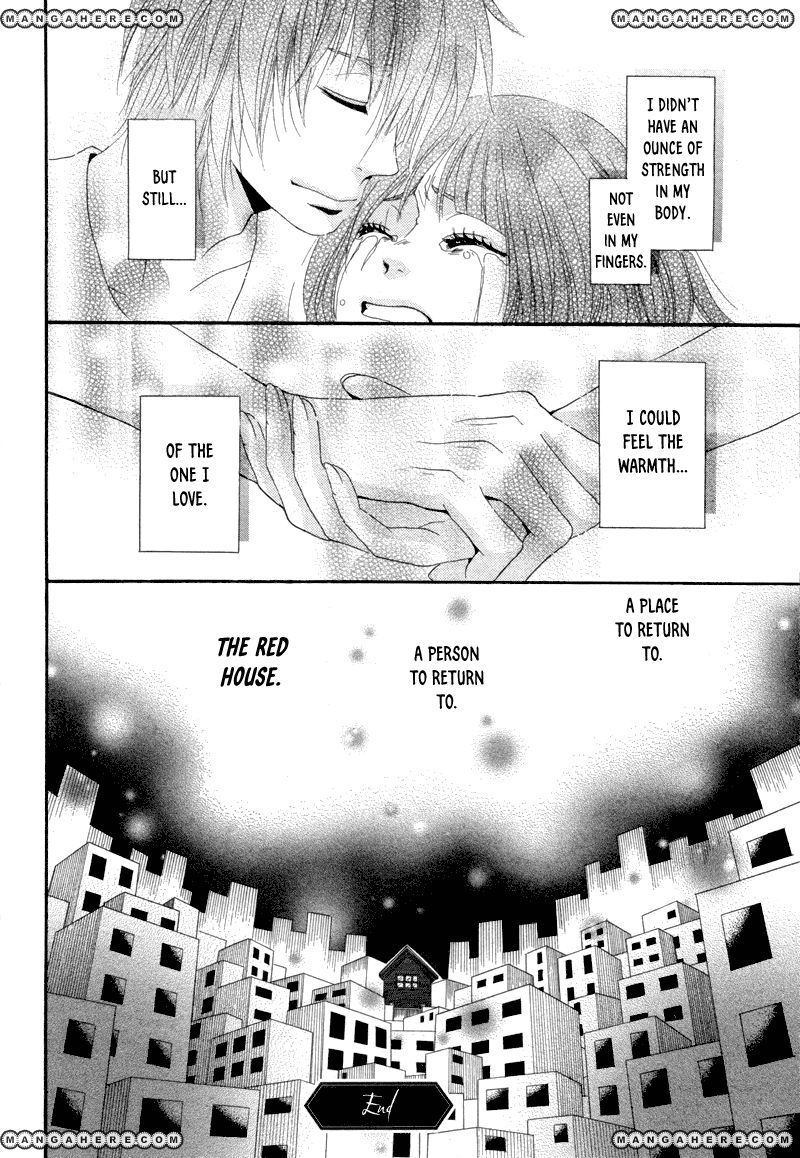 MANGAHERE.COM
MANGAHERE.COM
I DIDN'T
HAVE AN
OUNCE OF
STRENGTH
IN MY
BODY.
NOT
EVEN
IN MY
FINGERS.
BUT
STILL...
I COULD
FEEL THE
WARMTH...
OF THE
ONE I
LOVE.
A PLACE
TO RETURN
TO.
A PERSON
TO RETURN
TO.
THE RED
HOUSE.
End
MANGAHERE.COM
MANGAHERE.COM